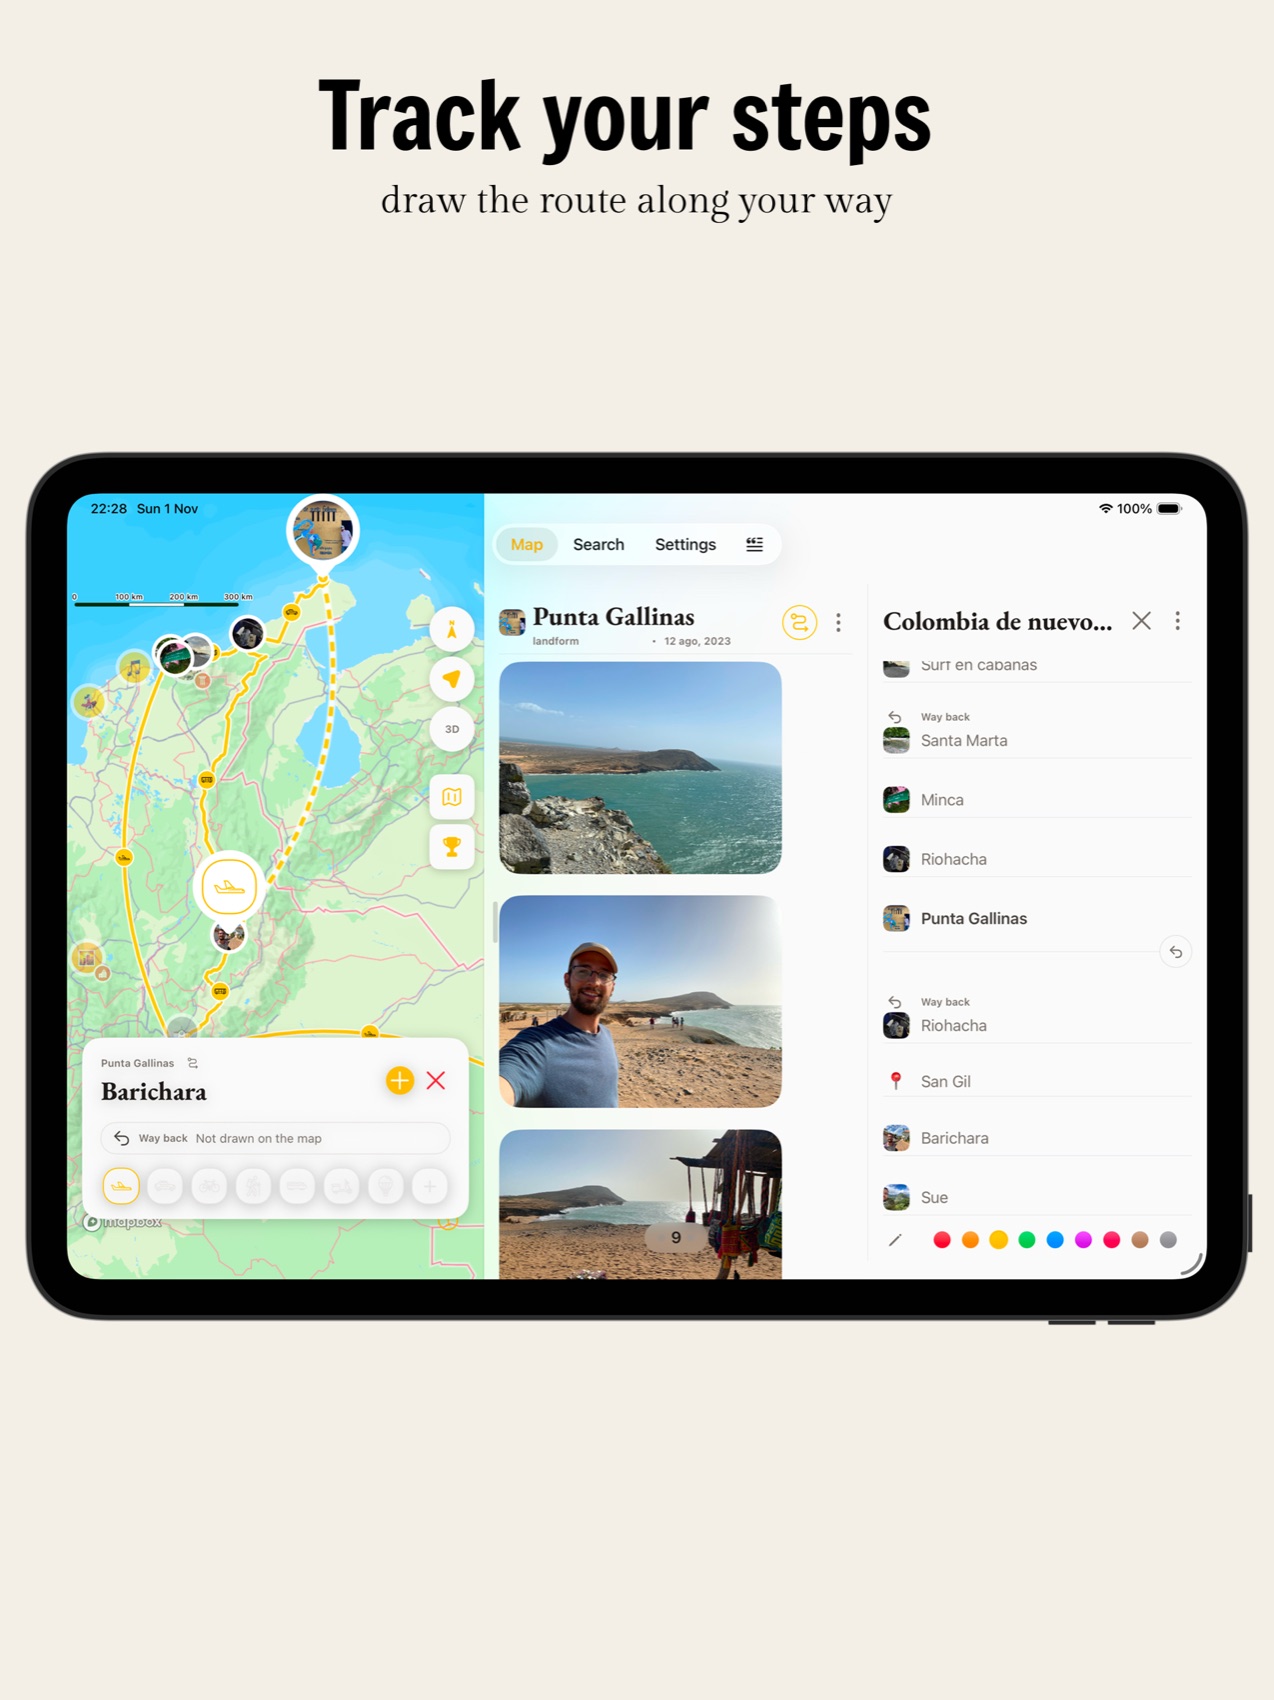 Track your steps
draw the route along your way
22:28 Sun 1 Nov
100%
0 100 km 200 km 300 km
N
3D
Map Search Settings
Punta Gallinas
landform • 12 ago, 2023
9
Punta Gallinas
Barichara
Way back Not drawn on the map
mapbox
Colombia de nuevo...
Surf en cabanas
Way back
Santa Marta
Minca
Riohacha
Punta Gallinas
Way back
Riohacha
San Gil
Barichara
Sue